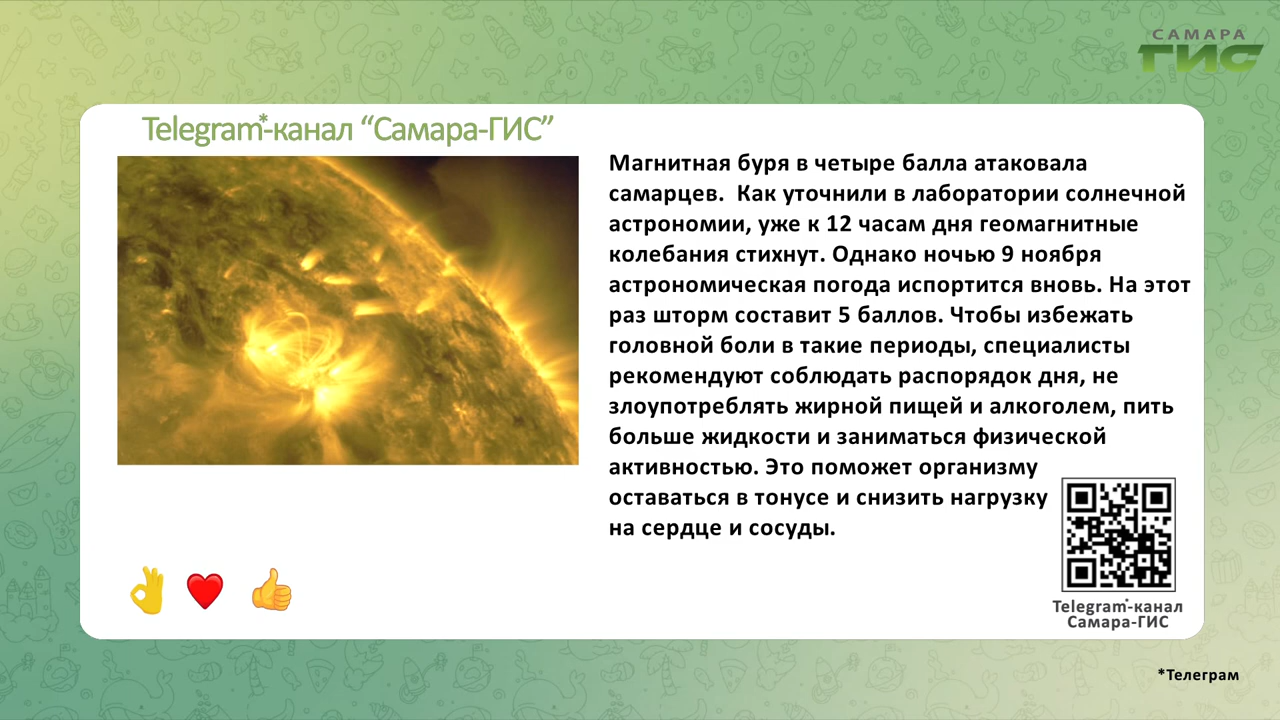 САМАРА
ГИС
Telegram*-канал “Самара-ГИС”
Магнитная буря в четыре балла атаковала
самарцев.  Как уточнили в лаборатории солнечной
астрономии, уже к 12 часам дня геомагнитные
колебания стихнут. Однако ночью 9 ноября
астрономическая погода испортится вновь. На этот
раз шторм составит 5 баллов. Чтобы избежать
головной боли в такие периоды, специалисты
рекомендуют соблюдать распорядок дня, не
злоупотреблять жирной пищей и алкоголем, пить
больше жидкости и заниматься физической
активностью. Это поможет организму
оставаться в тонусе и снизить нагрузку
на сердце и сосуды.
Telegram*-канал
Самара-ГИС
*Телеграм